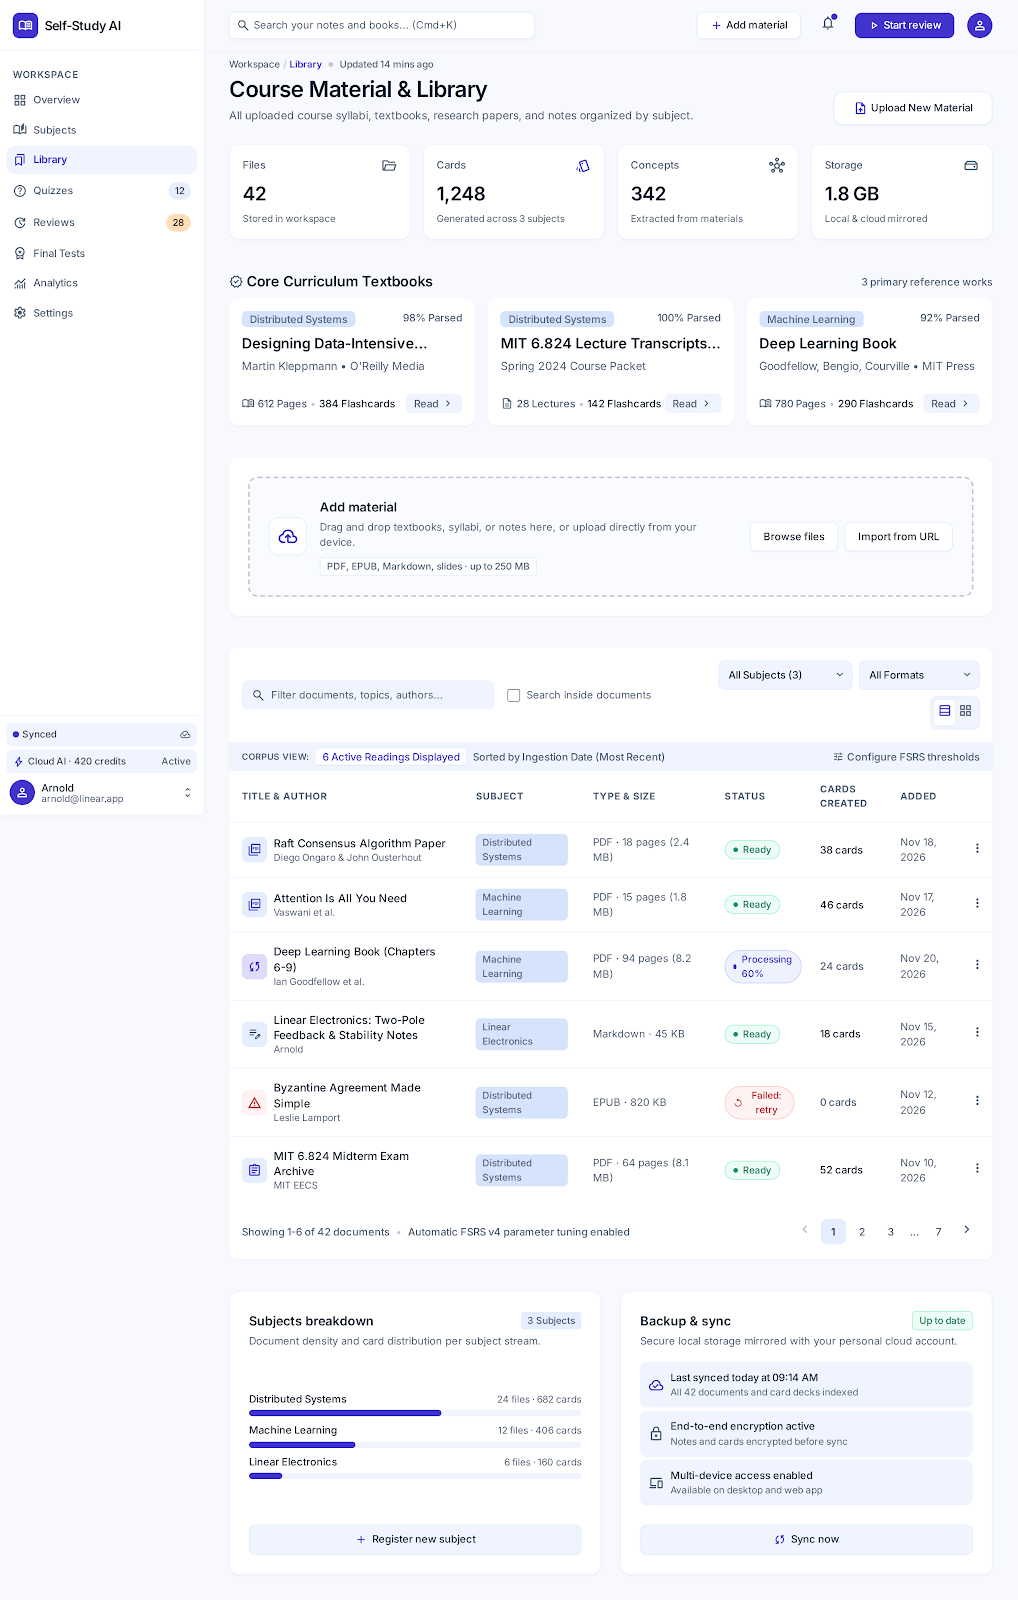 Self-Study AI
WORKSPACE
Overview
Subjects
Library
Quizzes 12
Reviews 28
Final Tests
Analytics
Settings
Synced
Cloud AI · 420 credits Active
Arnold
arnold@linear.app
Search your notes and books... (Cmd+K)
Add material
Start review
Workspace / Library • Updated 14 mins ago
Course Material & Library
All uploaded course syllabi, textbooks, research papers, and notes organized by subject.
Upload New Material
Files
42
Stored in workspace
Cards
1,248
Generated across 3 subjects
Concepts
342
Extracted from materials
Storage
1.8 GB
Local & cloud mirrored
Core Curriculum Textbooks
3 primary reference works
Distributed Systems 98% Parsed
Designing Data-Intensive...
Martin Kleppmann • O'Reilly Media
612 Pages • 384 Flashcards Read
Distributed Systems 100% Parsed
MIT 6.824 Lecture Transcripts...
Spring 2024 Course Packet
28 Lectures • 142 Flashcards Read
Machine Learning 92% Parsed
Deep Learning Book
Goodfellow, Bengio, Courville • MIT Press
780 Pages • 290 Flashcards Read
Add material
Drag and drop textbooks, syllabi, or notes here, or upload directly from your
device.
PDF, EPUB, Markdown, slides · up to 250 MB
Browse files
Import from URL
Filter documents, topics, authors...
Search inside documents
All Subjects (3)
All Formats
CORPUS VIEW: 6 Active Readings Displayed Sorted by Ingestion Date (Most Recent) Configure FSRS thresholds
TITLE & AUTHOR SUBJECT TYPE & SIZE STATUS CARDS CREATED ADDED
Raft Consensus Algorithm Paper
Diego Ongaro & John Ousterhout
Distributed
Systems
PDF · 18 pages (2.4
MB)
Ready
38 cards
Nov 18,
2026
Attention Is All You Need
Vaswani et al.
Machine
Learning
PDF · 15 pages (1.8
MB)
Ready
46 cards
Nov 17,
2026
Deep Learning Book (Chapters
6-9)
Ian Goodfellow et al.
Machine
Learning
PDF · 94 pages (8.2
MB)
Processing
60%
24 cards
Nov 20,
2026
Linear Electronics: Two-Pole
Feedback & Stability Notes
Arnold
Linear
Electronics
Markdown · 45 KB
Ready
18 cards
Nov 15,
2026
Byzantine Agreement Made
Simple
Leslie Lamport
Distributed
Systems
EPUB · 820 KB
Failed:
retry
0 cards
Nov 12,
2026
MIT 6.824 Midterm Exam
Archive
MIT EECS
Distributed
Systems
PDF · 64 pages (8.1
MB)
Ready
52 cards
Nov 10,
2026
Showing 1-6 of 42 documents • Automatic FSRS v4 parameter tuning enabled
1 2 3 ... 7
Subjects breakdown 3 Subjects
Document density and card distribution per subject stream.
Distributed Systems 24 files · 682 cards
Machine Learning 12 files · 406 cards
Linear Electronics 6 files · 160 cards
Register new subject
Backup & sync Up to date
Secure local storage mirrored with your personal cloud account.
Last synced today at 09:14 AM
All 42 documents and card decks indexed
End-to-end encryption active
Notes and cards encrypted before sync
Multi-device access enabled
Available on desktop and web app
Sync now